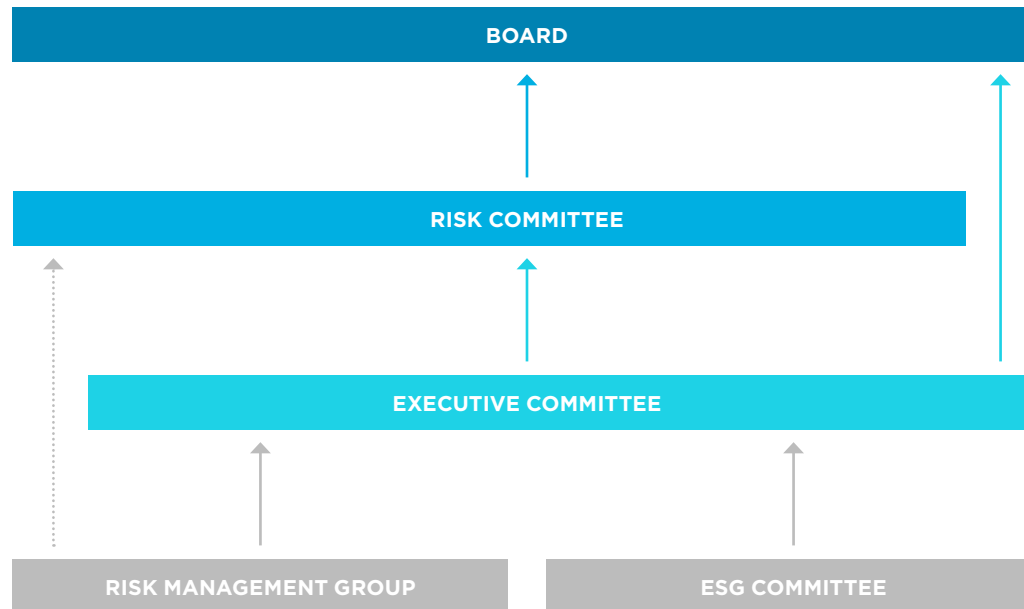 BOARD
RISK COMMITTEE
EXECUTIVE COMMITTEE
RISK MANAGEMENT GROUP
ESG COMMITTEE